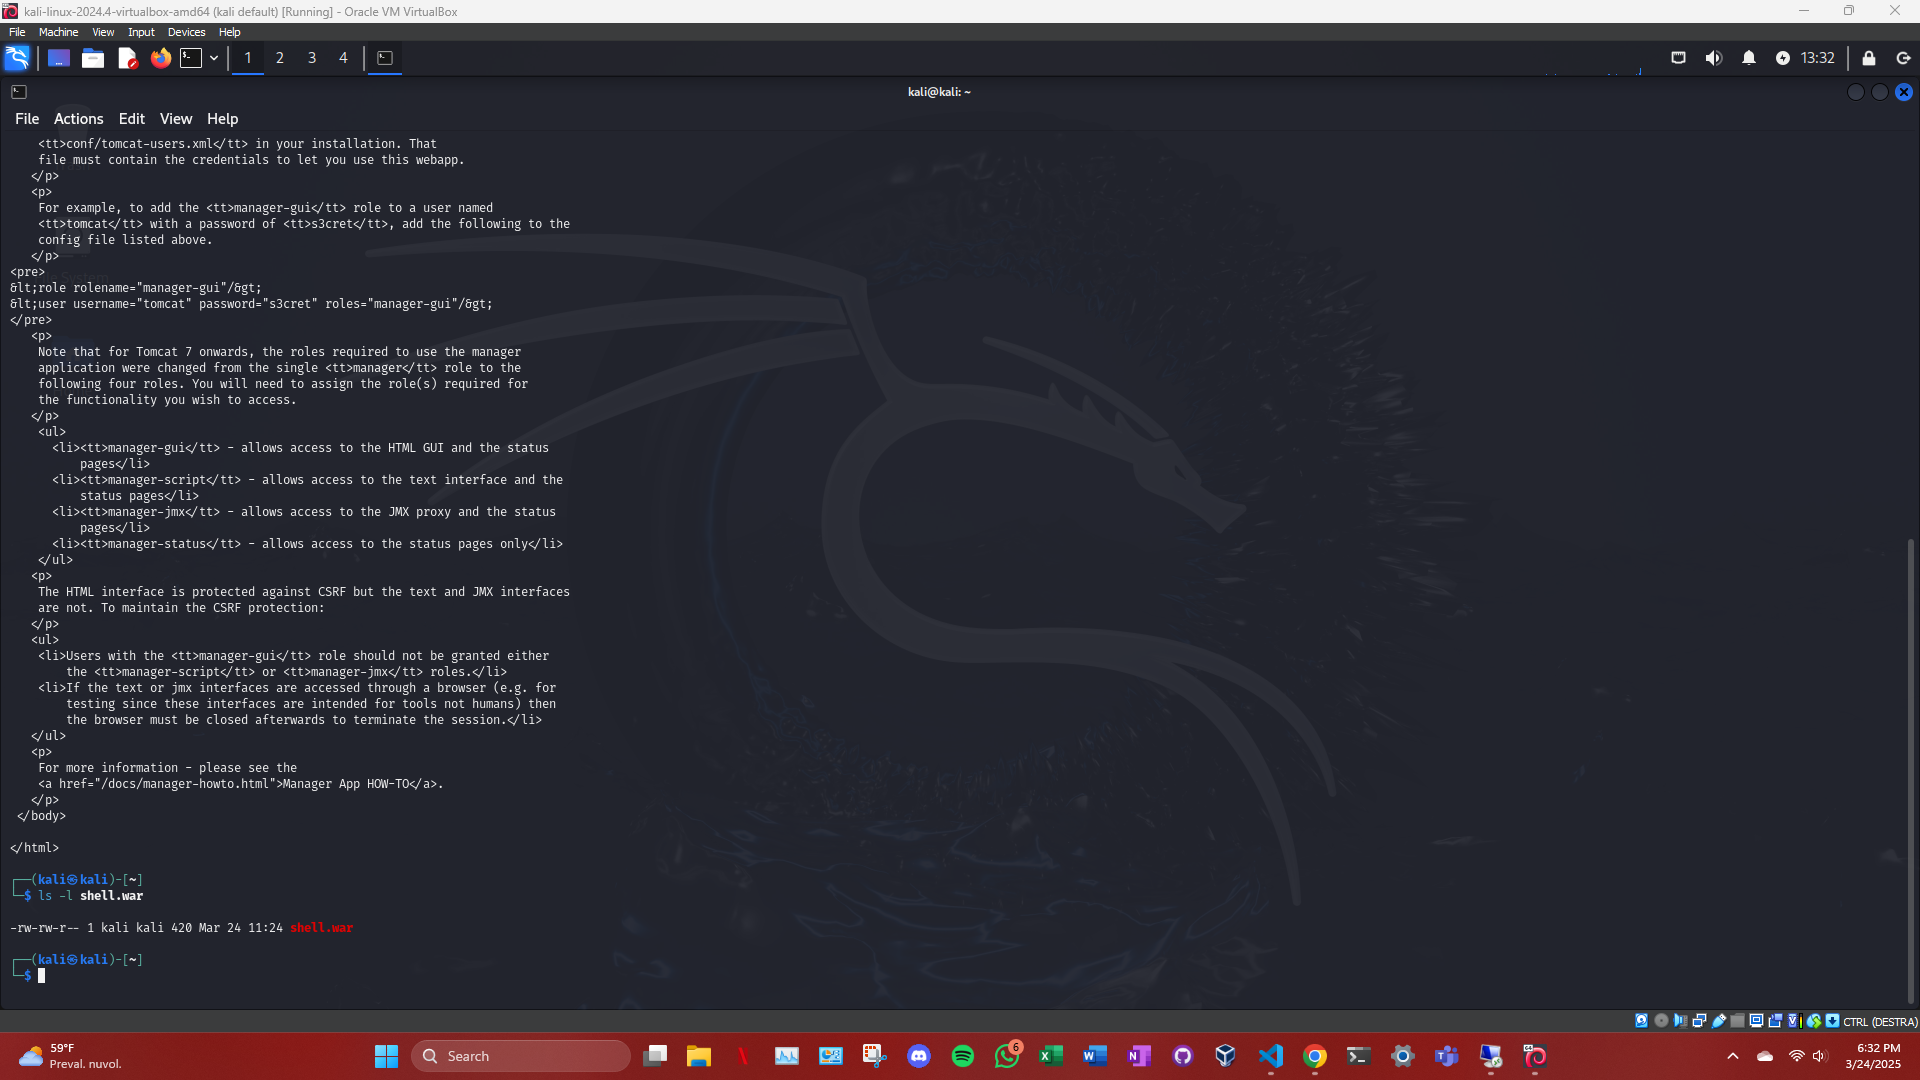 kali-linux-2024.4-virtualbox-amd64 (kali default) [Running] - Oracle VM VirtualBox
File Machine View Input Devices Help
1 2 3 4 13:32
kali@kali: ~
File Actions Edit View Help
<tt>conf/tomcat-users.xml</tt> in your installation. That
file must contain the credentials to let you use this webapp.
</p>
<p>
For example, to add the <tt>manager-gui</tt> role to a user named
<tt>tomcat</tt> with a password of <tt>s3cret</tt>, add the following to the
config file listed above.
</p>
<pre>
&lt;role rolename="manager-gui"/&gt;
&lt;user username="tomcat" password="s3cret" roles="manager-gui"/&gt;
</pre>
<p>
Note that for Tomcat 7 onwards, the roles required to use the manager
application were changed from the single <tt>manager</tt> role to the
following four roles. You will need to assign the role(s) required for
the functionality you wish to access.
</p>
<ul>
<li><tt>manager-gui</tt> - allows access to the HTML GUI and the status
pages</li>
<li><tt>manager-script</tt> - allows access to the text interface and the
status pages</li>
<li><tt>manager-jmx</tt> - allows access to the JMX proxy and the status
pages</li>
<li><tt>manager-status</tt> - allows access to the status pages only</li>
</ul>
<p>
The HTML interface is protected against CSRF but the text and JMX interfaces
are not. To maintain the CSRF protection:
</p>
<ul>
<li>Users with the <tt>manager-gui</tt> role should not be granted either
the <tt>manager-script</tt> or <tt>manager-jmx</tt> roles.</li>
<li>If the text or jmx interfaces are accessed through a browser (e.g. for
testing since these interfaces are intended for tools not humans) then
the browser must be closed afterwards to terminate the session.</li>
</ul>
<p>
For more information - please see the
<a href="/docs/manager-howto.html">Manager App HOW-TO</a>.
</p>
</body>
</html>
┌──(kali㉿kali)-[~]
└─$ ls -l shell.war
-rw-rw-r-- 1 kali kali 420 Mar 24 11:24 shell.war
┌──(kali㉿kali)-[~]
└─$
CTRL (DESTRA)
59°F
Preval. nuvol.
Search
6
6:32 PM
3/24/2025